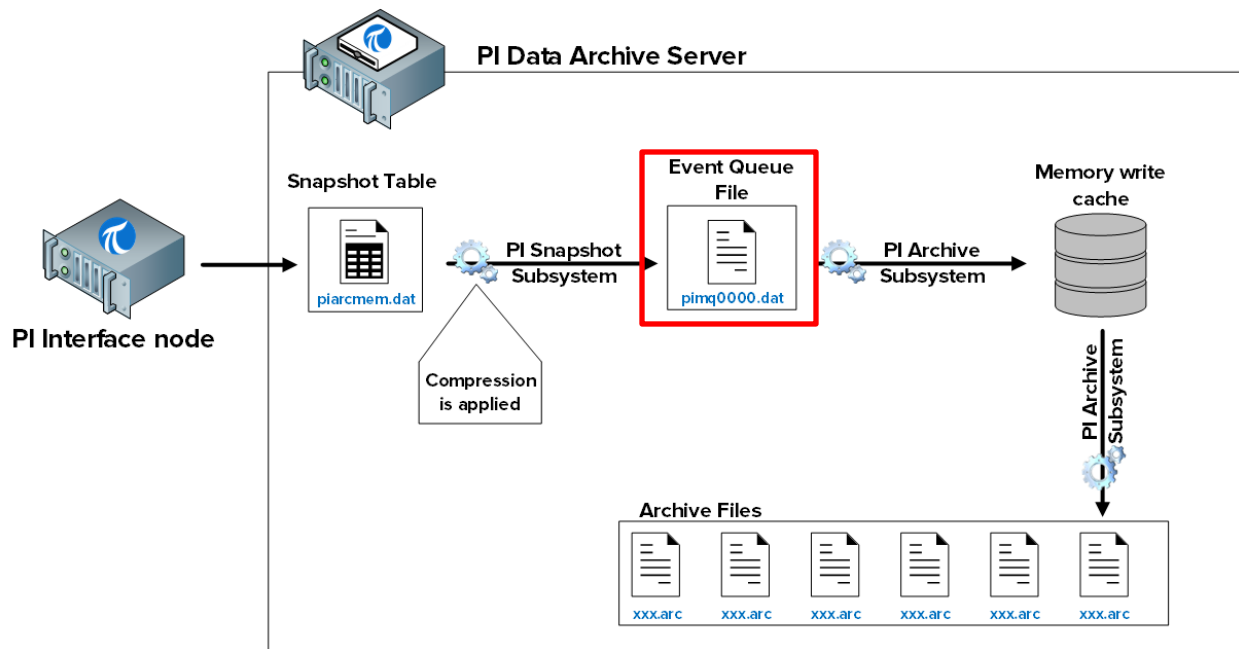 PI Data Archive Server
PI Interface node
Snapshot Table
piarcmem.dat
PI Snapshot
Subsystem
Compression
is applied
Event Queue
File
pimq0000.dat
PI Archive
Subsystem
Memory write
cache
PI Archive
Subsystem
Archive Files
xxx.arc
xxx.arc
xxx.arc
xxx.arc
xxx.arc
xxx.arc